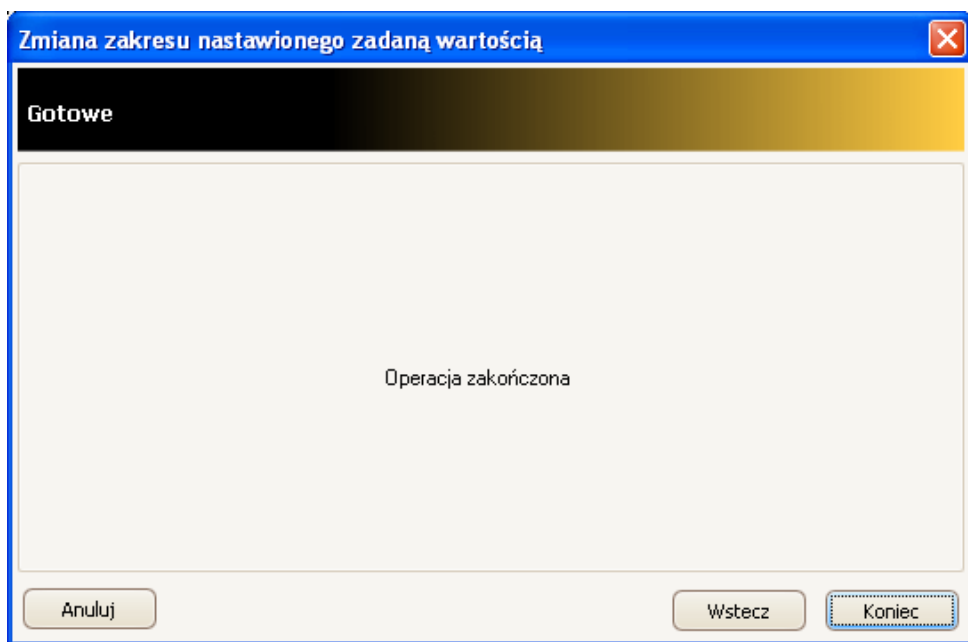 Zmiana zakresu nastawionego zadaną wartością
Gotowe
Operacja zakończona
Anuluj
Wstecz
Koniec